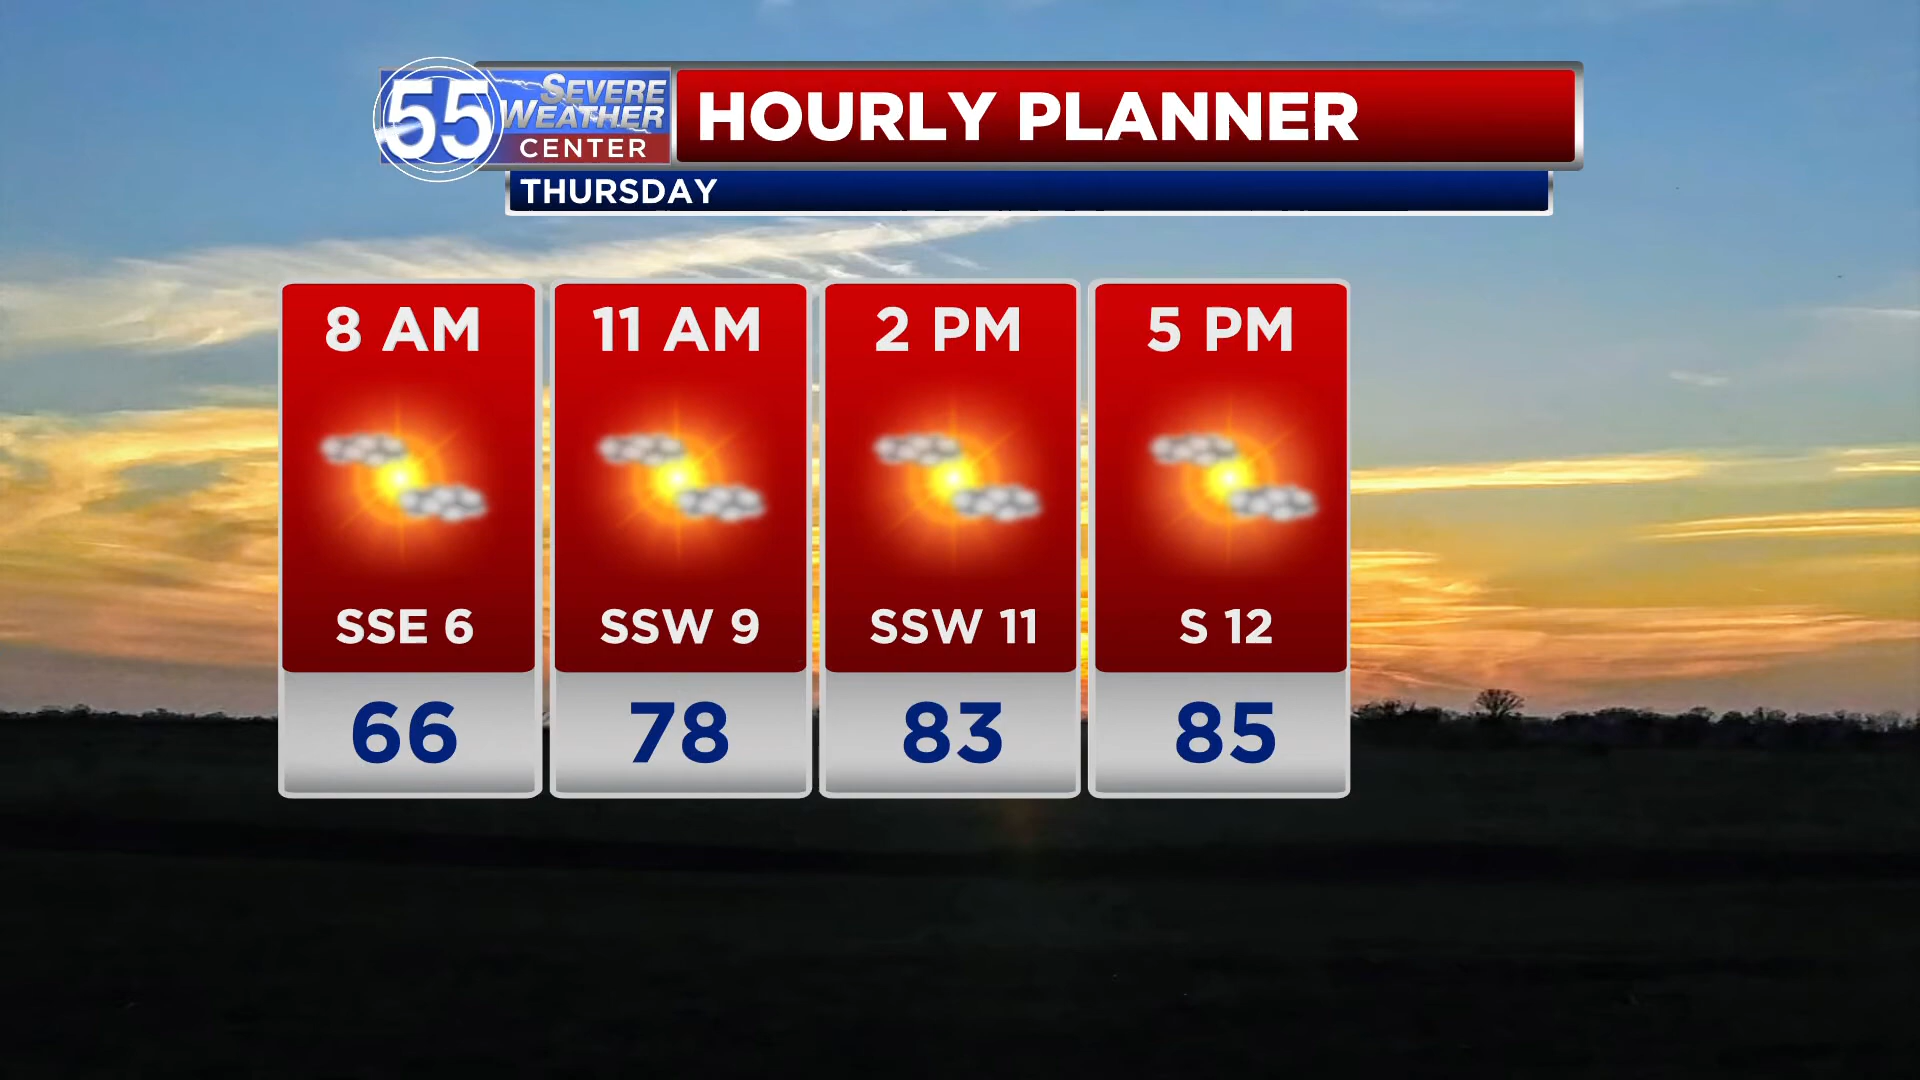 55 SEVERE WEATHER CENTER
HOURLY PLANNER
THURSDAY
8 AM
SSE 6
66
11 AM
SSW 9
78
2 PM
SSW 11
83
5 PM
S 12
85